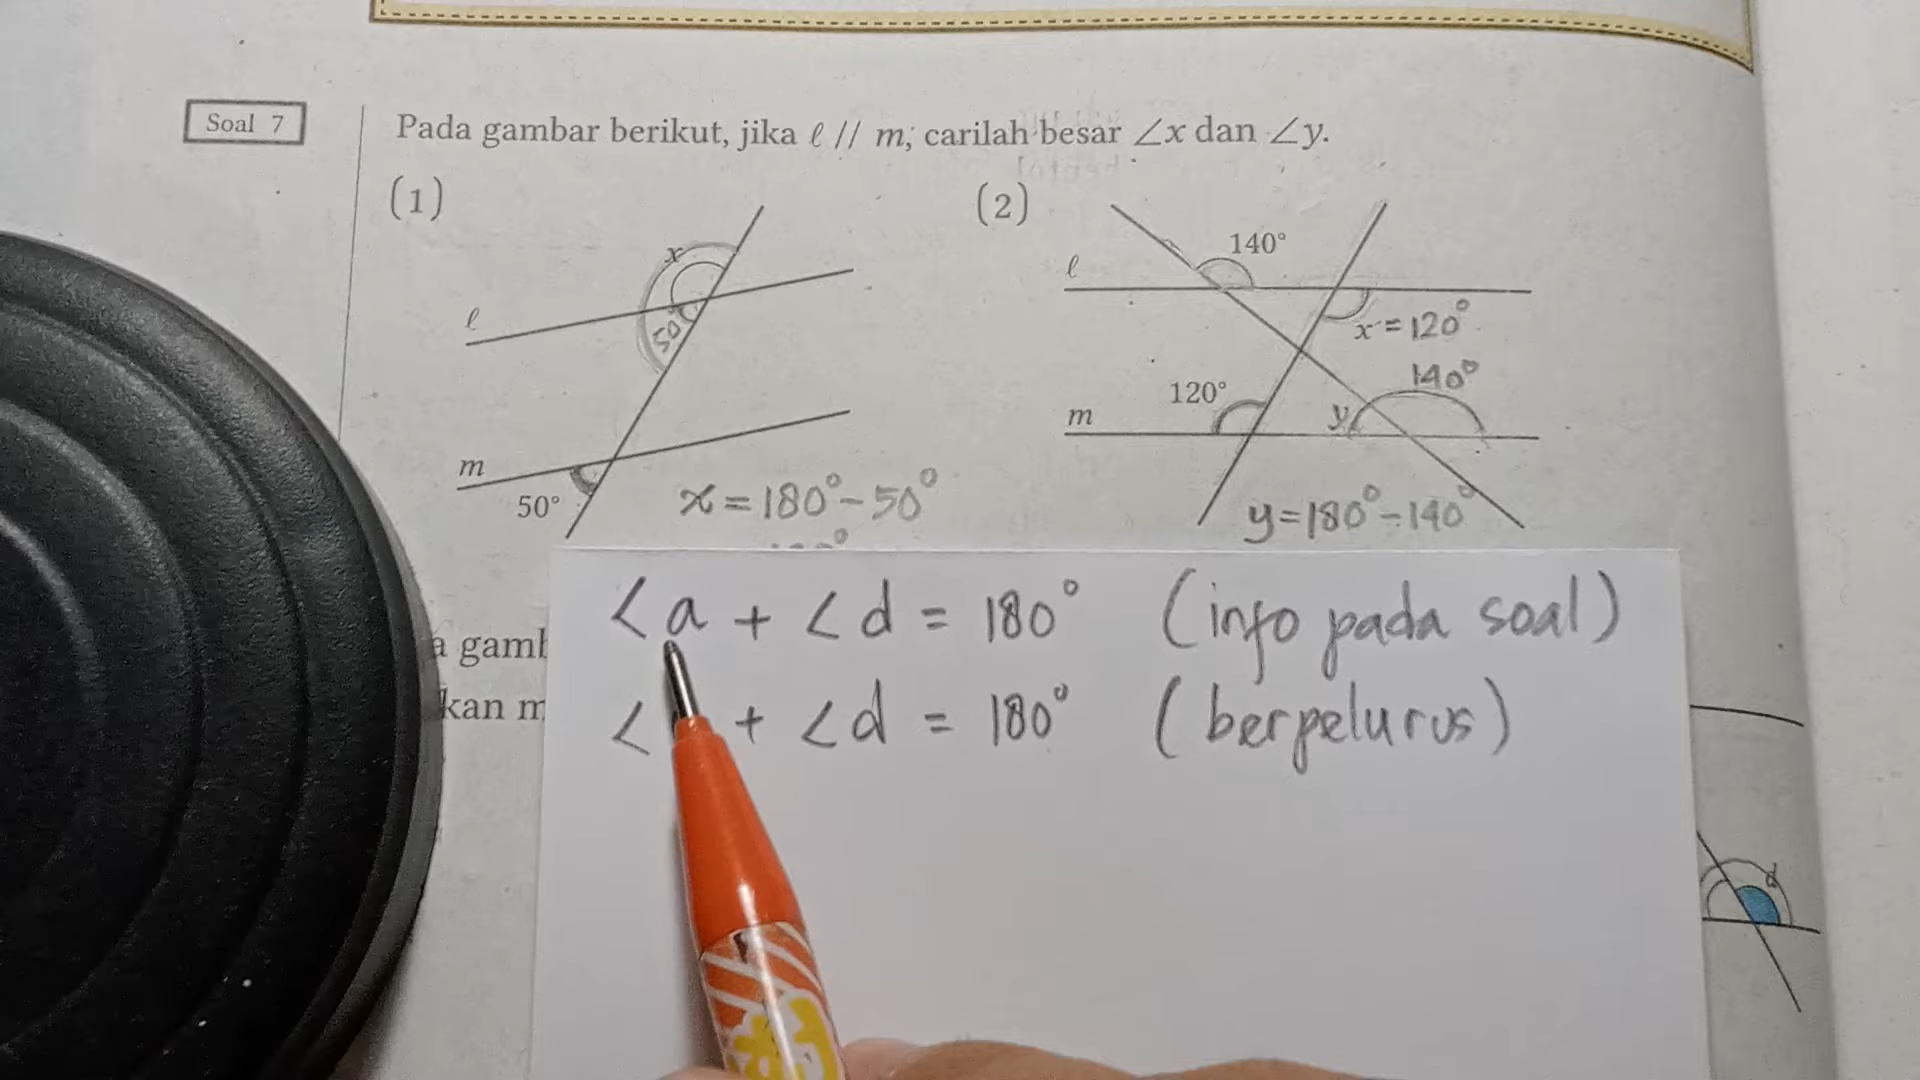 Soal 7
Pada gambar berikut, jika ℓ // m, carilah besar ∠x dan ∠y.
(1)
x
ℓ
50
m
50°
x = 180° - 50°
(2)
140°
ℓ
x = 120°
140°
120°
y
m
y = 180° - 140°
∠a + ∠d = 180° (info pada soal)
a gamb
∠ + ∠d = 180° (berpelurus)
kan m
d